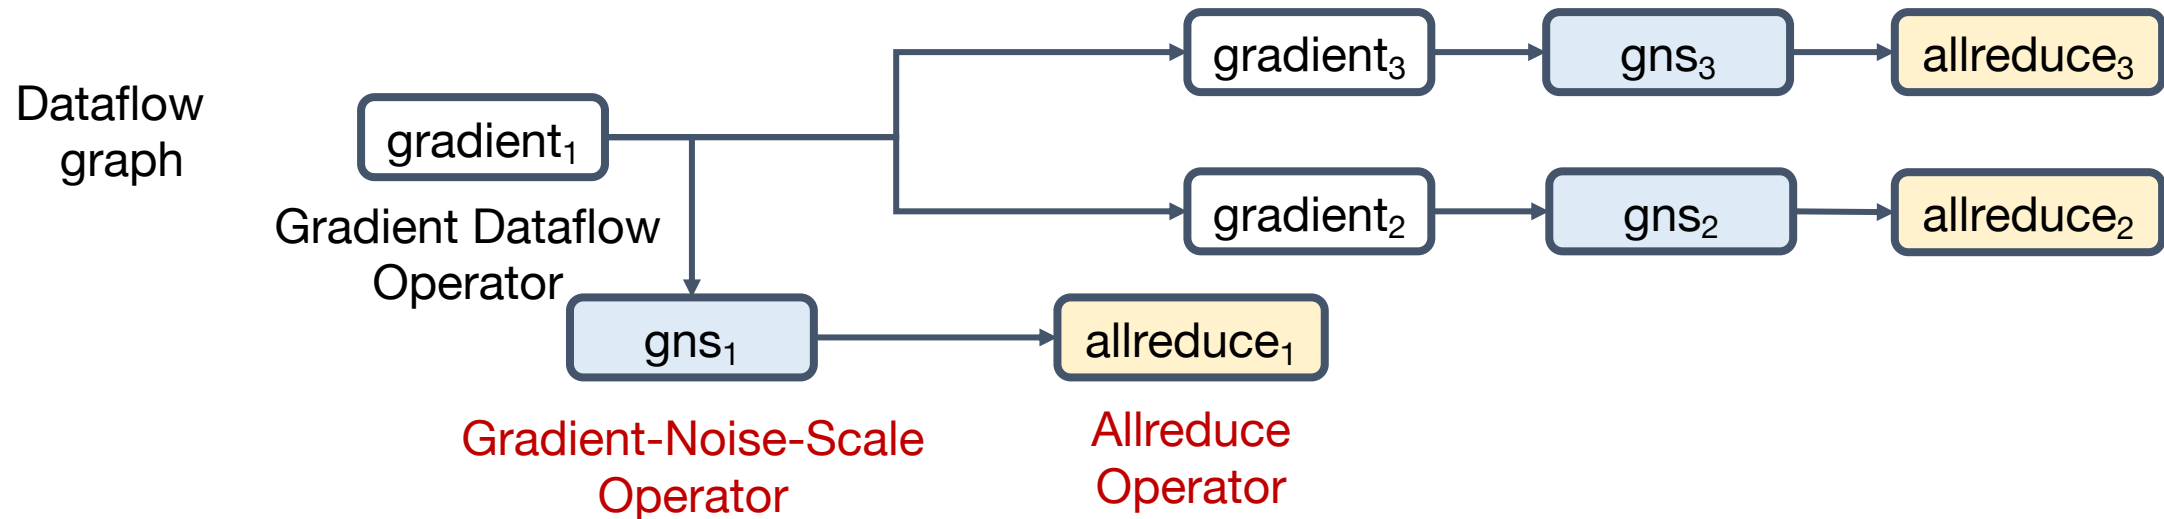 Dataflow
graph
gradient₁
Gradient Dataflow
Operator
gradient₃
gns₃
allreduce₃
gradient₂
gns₂
allreduce₂
gns₁
allreduce₁
Gradient-Noise-Scale
Operator
Allreduce
Operator